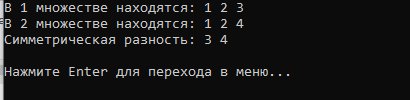 В 1 множестве находятся: 1 2 3
В 2 множестве находятся: 1 2 4
Симметрическая разность: 3 4
Нажмите Enter для перехода в меню...